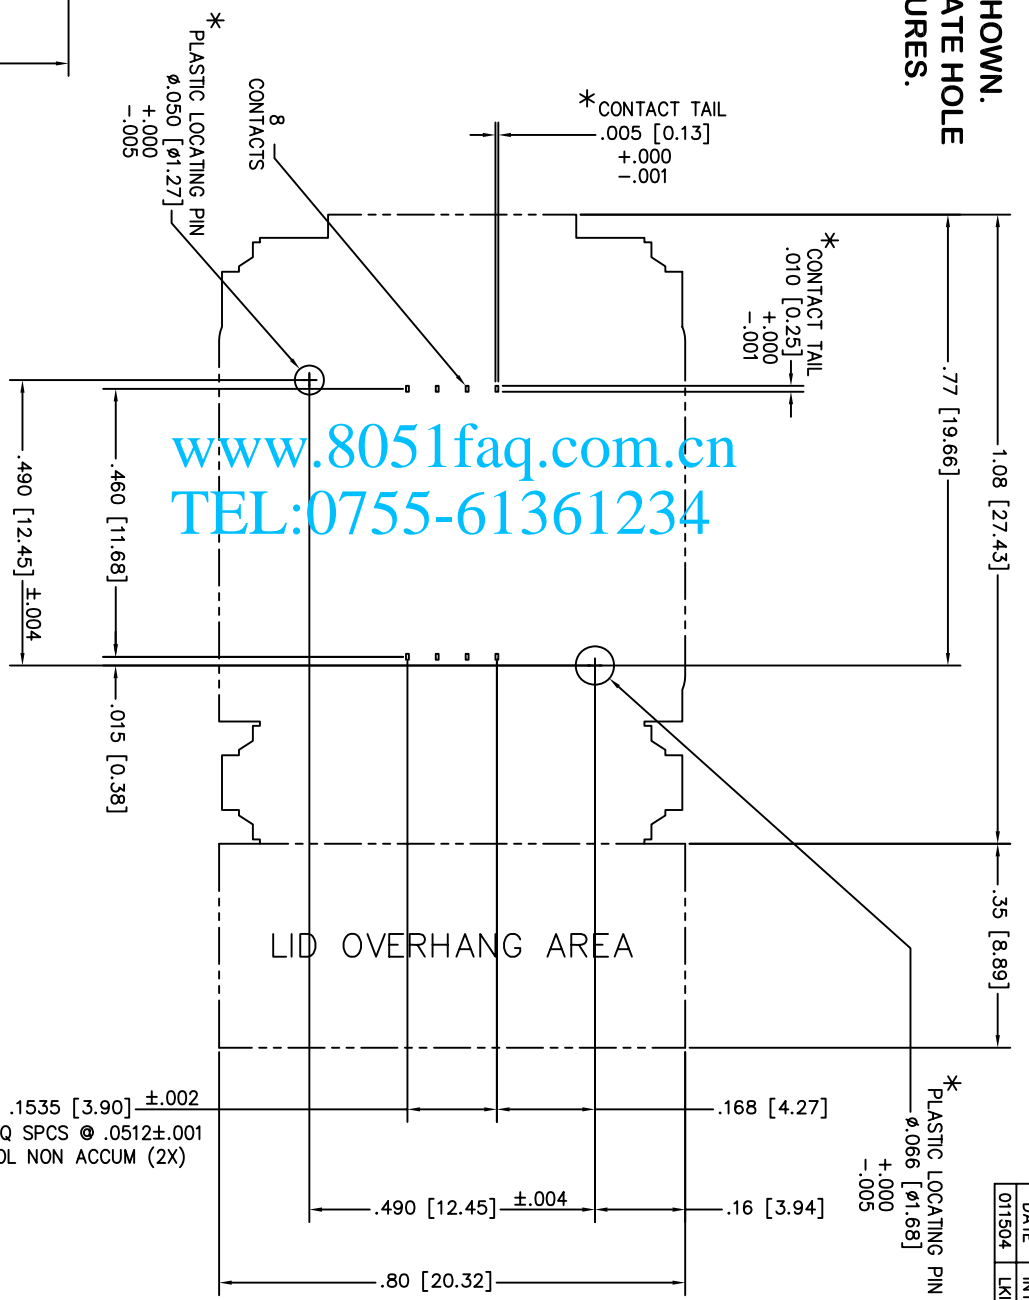 HOWN.
ATE HOLE
URES.
*
PLASTIC LOCATING PIN
ø.050 [ø1.27]
+.000
-.005
8
CONTACTS
*CONTACT TAIL
.005 [0.13]
+.000
-.001
*
CONTACT TAIL
.010 [0.25]
+.000
-.001
.77 [19.66]
1.08 [27.43]
www.8051faq.com.cn
TEL:0755-61361234
.490 [12.45] ±.004
.460 [11.68]
.015 [0.38]
.35 [8.89]
LID OVERHANG AREA
*
PLASTIC LOCATING PIN
ø.066 [ø1.68]
+.000
-.005
.1535 [3.90] ±.002
Q SPCS @ .0512±.001
OL NON ACCUM (2X)
.168 [4.27]
.490 [12.45] ±.004
.16 [3.94]
.80 [20.32]
DATE
011504